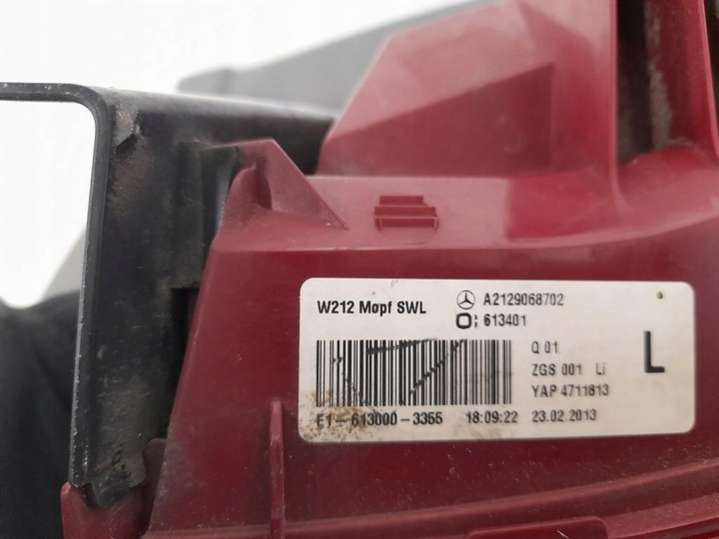 W212 Mopf SWL A2129068702
613401
Q 01
ZGS 001 Li L
YAP 4711813
E1-613000-3355 18:09:22 23.02.2013